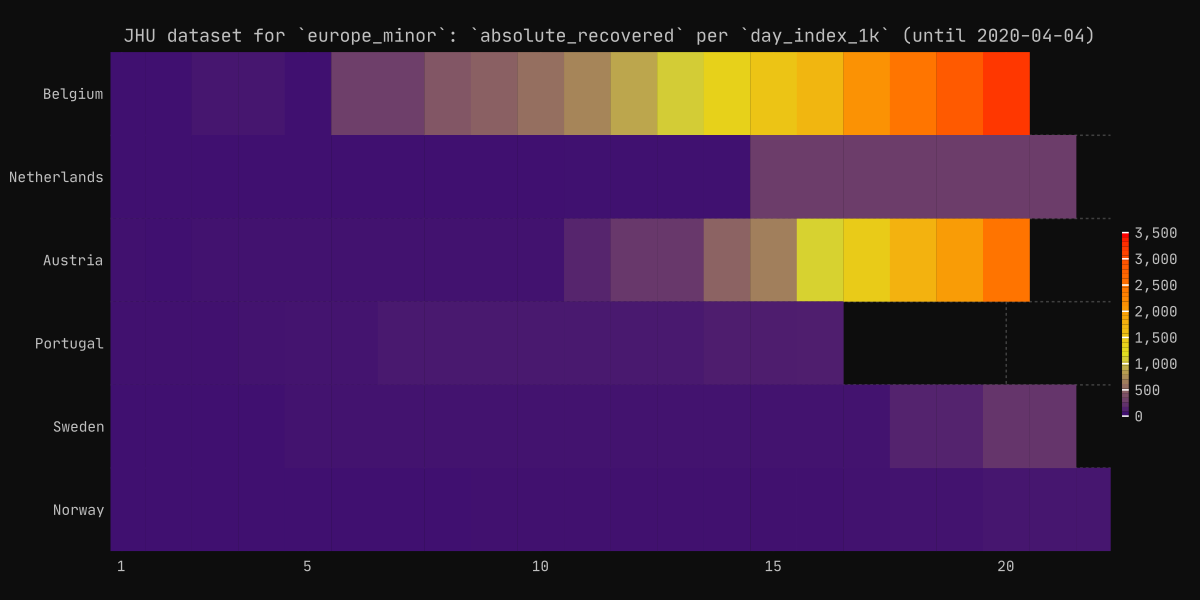 JHU dataset for `europe_minor`: `absolute_recovered` per `day_index_1k` (until 2020-04-04)
Belgium
Netherlands
Austria
Portugal
Sweden
Norway
1 5 10 15 20
3,500
3,000
2,500
2,000
1,500
1,000
500
0